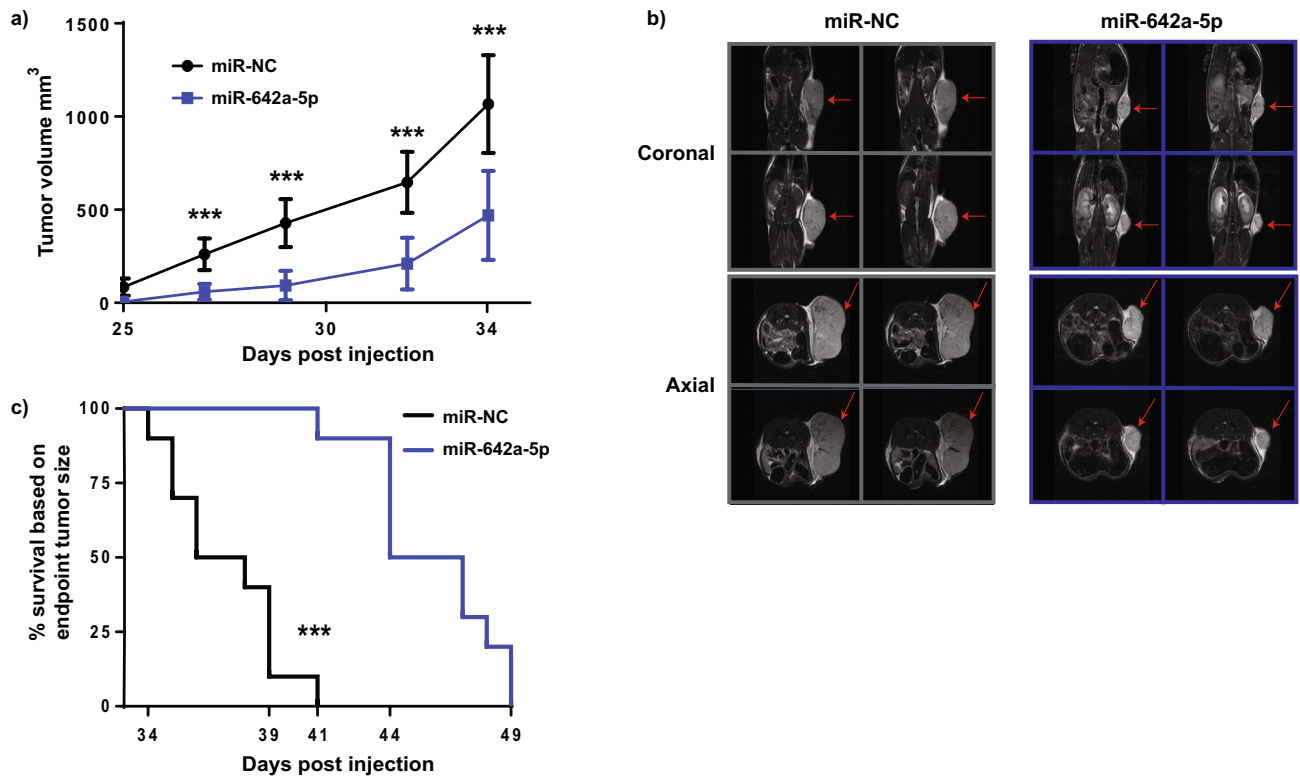 a)
1500
1000
500
0
Tumor volume mm3
miR-NC
miR-642a-5p
***
***
***
***
25
30
34
Days post injection
b)
miR-NC
miR-642a-5p
Coronal
Axial
c)
100
75
50
25
0
% survival based on
endpoint tumor size
miR-NC
miR-642a-5p
***
34
39
41
44
49
Days post injection